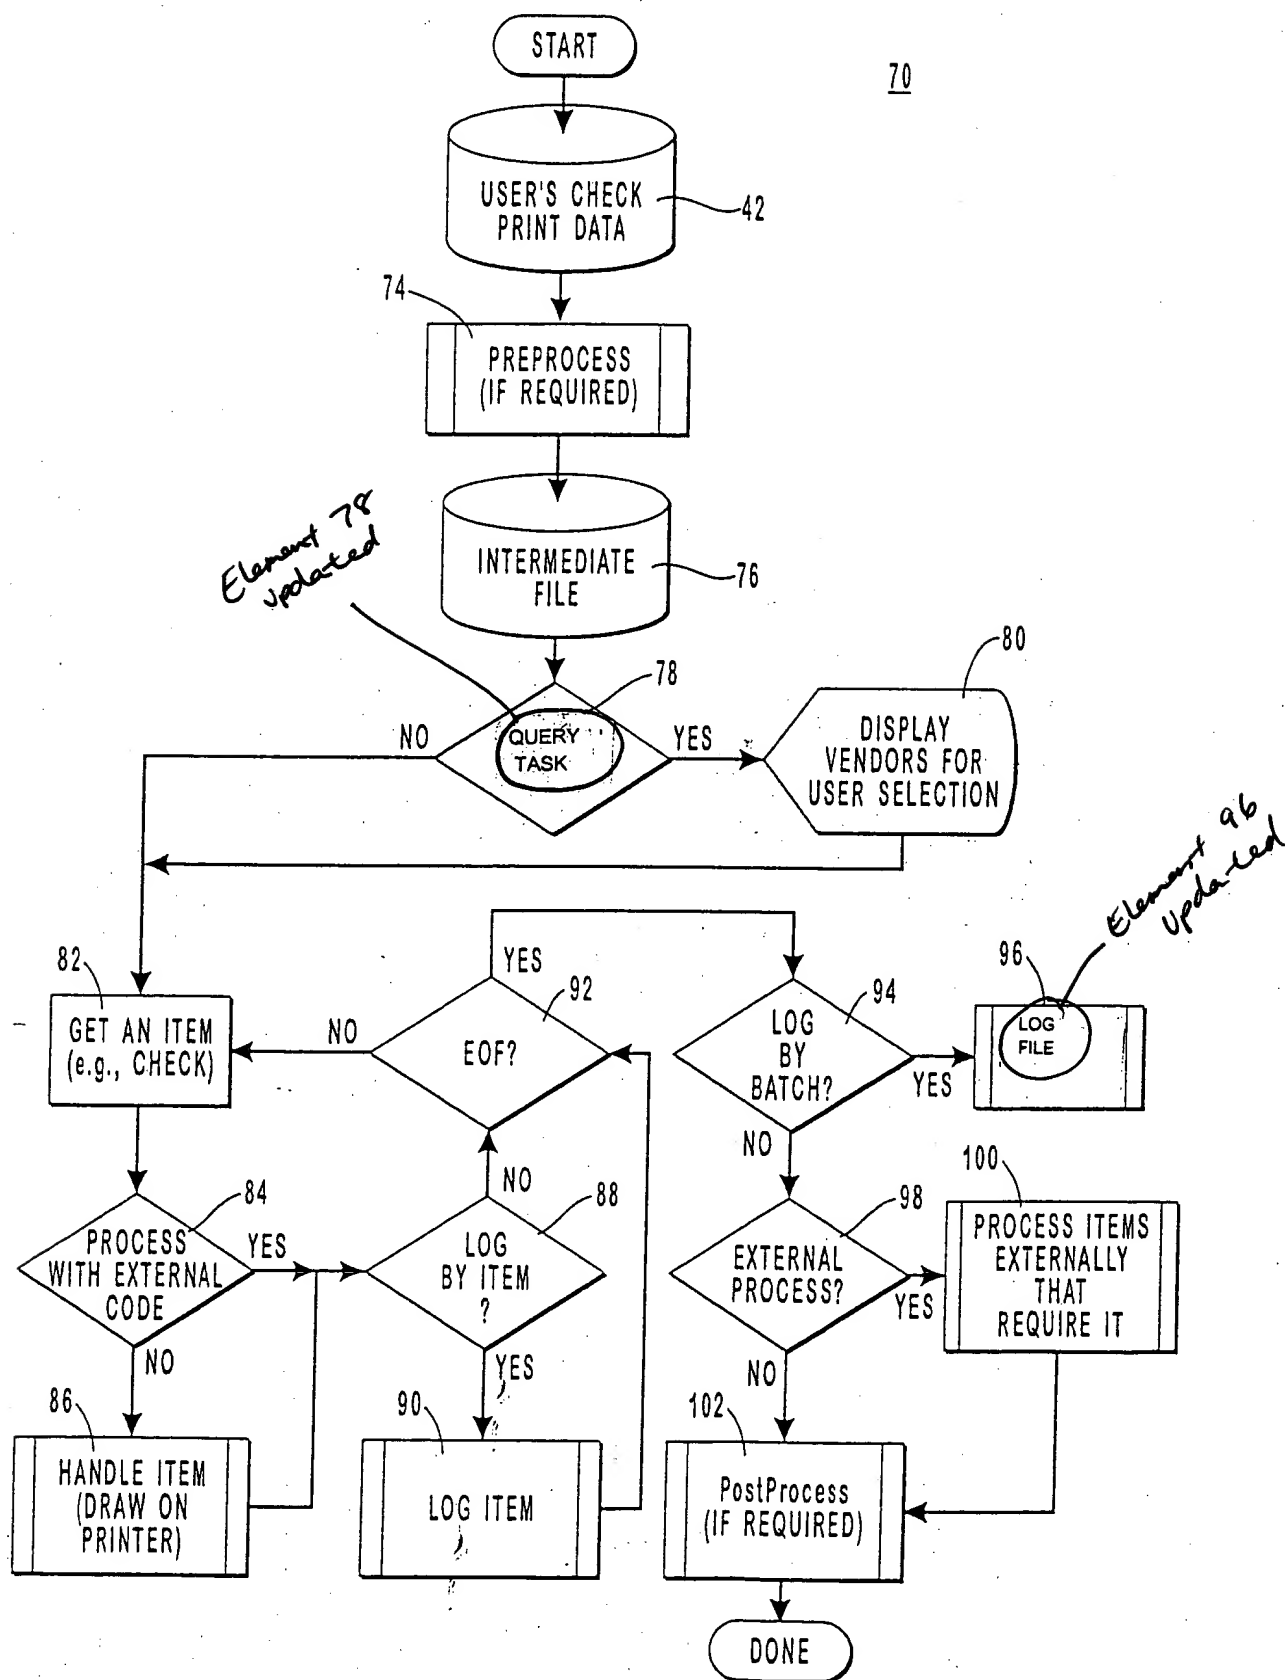 START
70
USER'S CHECK
PRINT DATA
42
74
PREPROCESS
(IF REQUIRED)
Element 78
updated
INTERMEDIATE
FILE
76
78
QUERY
TASK
NO
YES
80
DISPLAY
VENDORS FOR
USER SELECTION
Element 96
updated
82
GET AN ITEM
(e.g., CHECK)
NO
YES
92
EOF?
94
LOG
BY
BATCH?
YES
96
LOG
FILE
NO
84
PROCESS
WITH EXTERNAL
CODE
YES
NO
NO
88
LOG
BY ITEM
?
YES
98
EXTERNAL
PROCESS?
YES
NO
100
PROCESS ITEMS
EXTERNALLY
THAT
REQUIRE IT
86
HANDLE ITEM
(DRAW ON
PRINTER)
90
LOG ITEM
102
PostProcess
(IF REQUIRED)
DONE